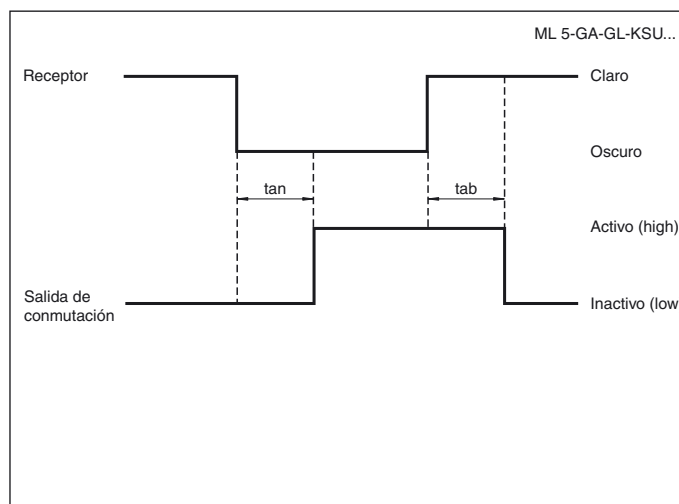 ML 5-GA-GL-KSU...
Receptor
Claro
Oscuro
tan
tab
Activo (high)
Salida de
conmutación
Inactivo (low